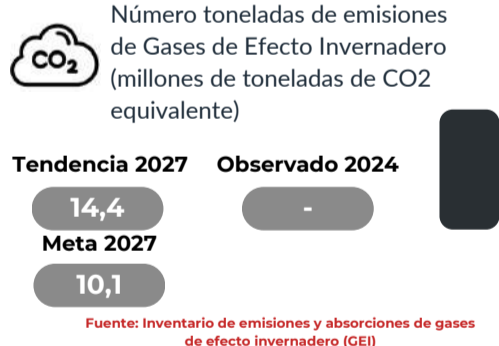 Número toneladas de emisiones
de Gases de Efecto Invernadero
(millones de toneladas de CO2
equivalente)
CO2
Tendencia 2027
14,4
Observado 2024
-
Meta 2027
10,1
Fuente: Inventario de emisiones y absorciones de gases
de efecto invernadero (GEI)